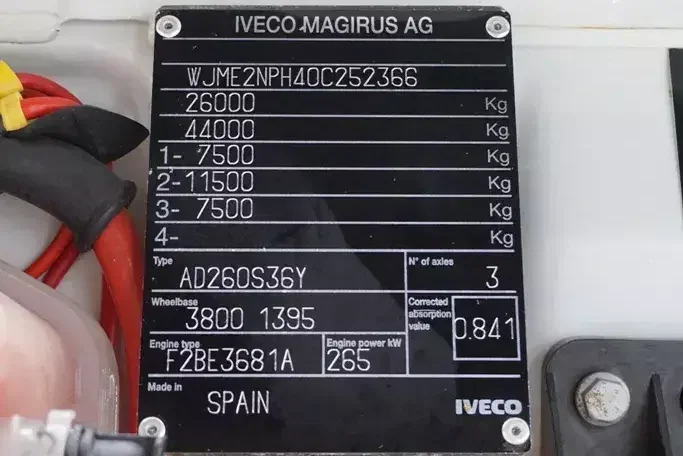 IVECO MAGIRUS AG
WJME2NPH40C252366
26000 Kg
44000 Kg
1- 7500 Kg
2-11500 Kg
3- 7500 Kg
4- Kg
Type AD260S36Y N° of axles 3
Wheelbase 3800 1395 Corrected absorption value 0.841
Engine type F2BE3681A Engine power kW 265
Made in SPAIN IVECO